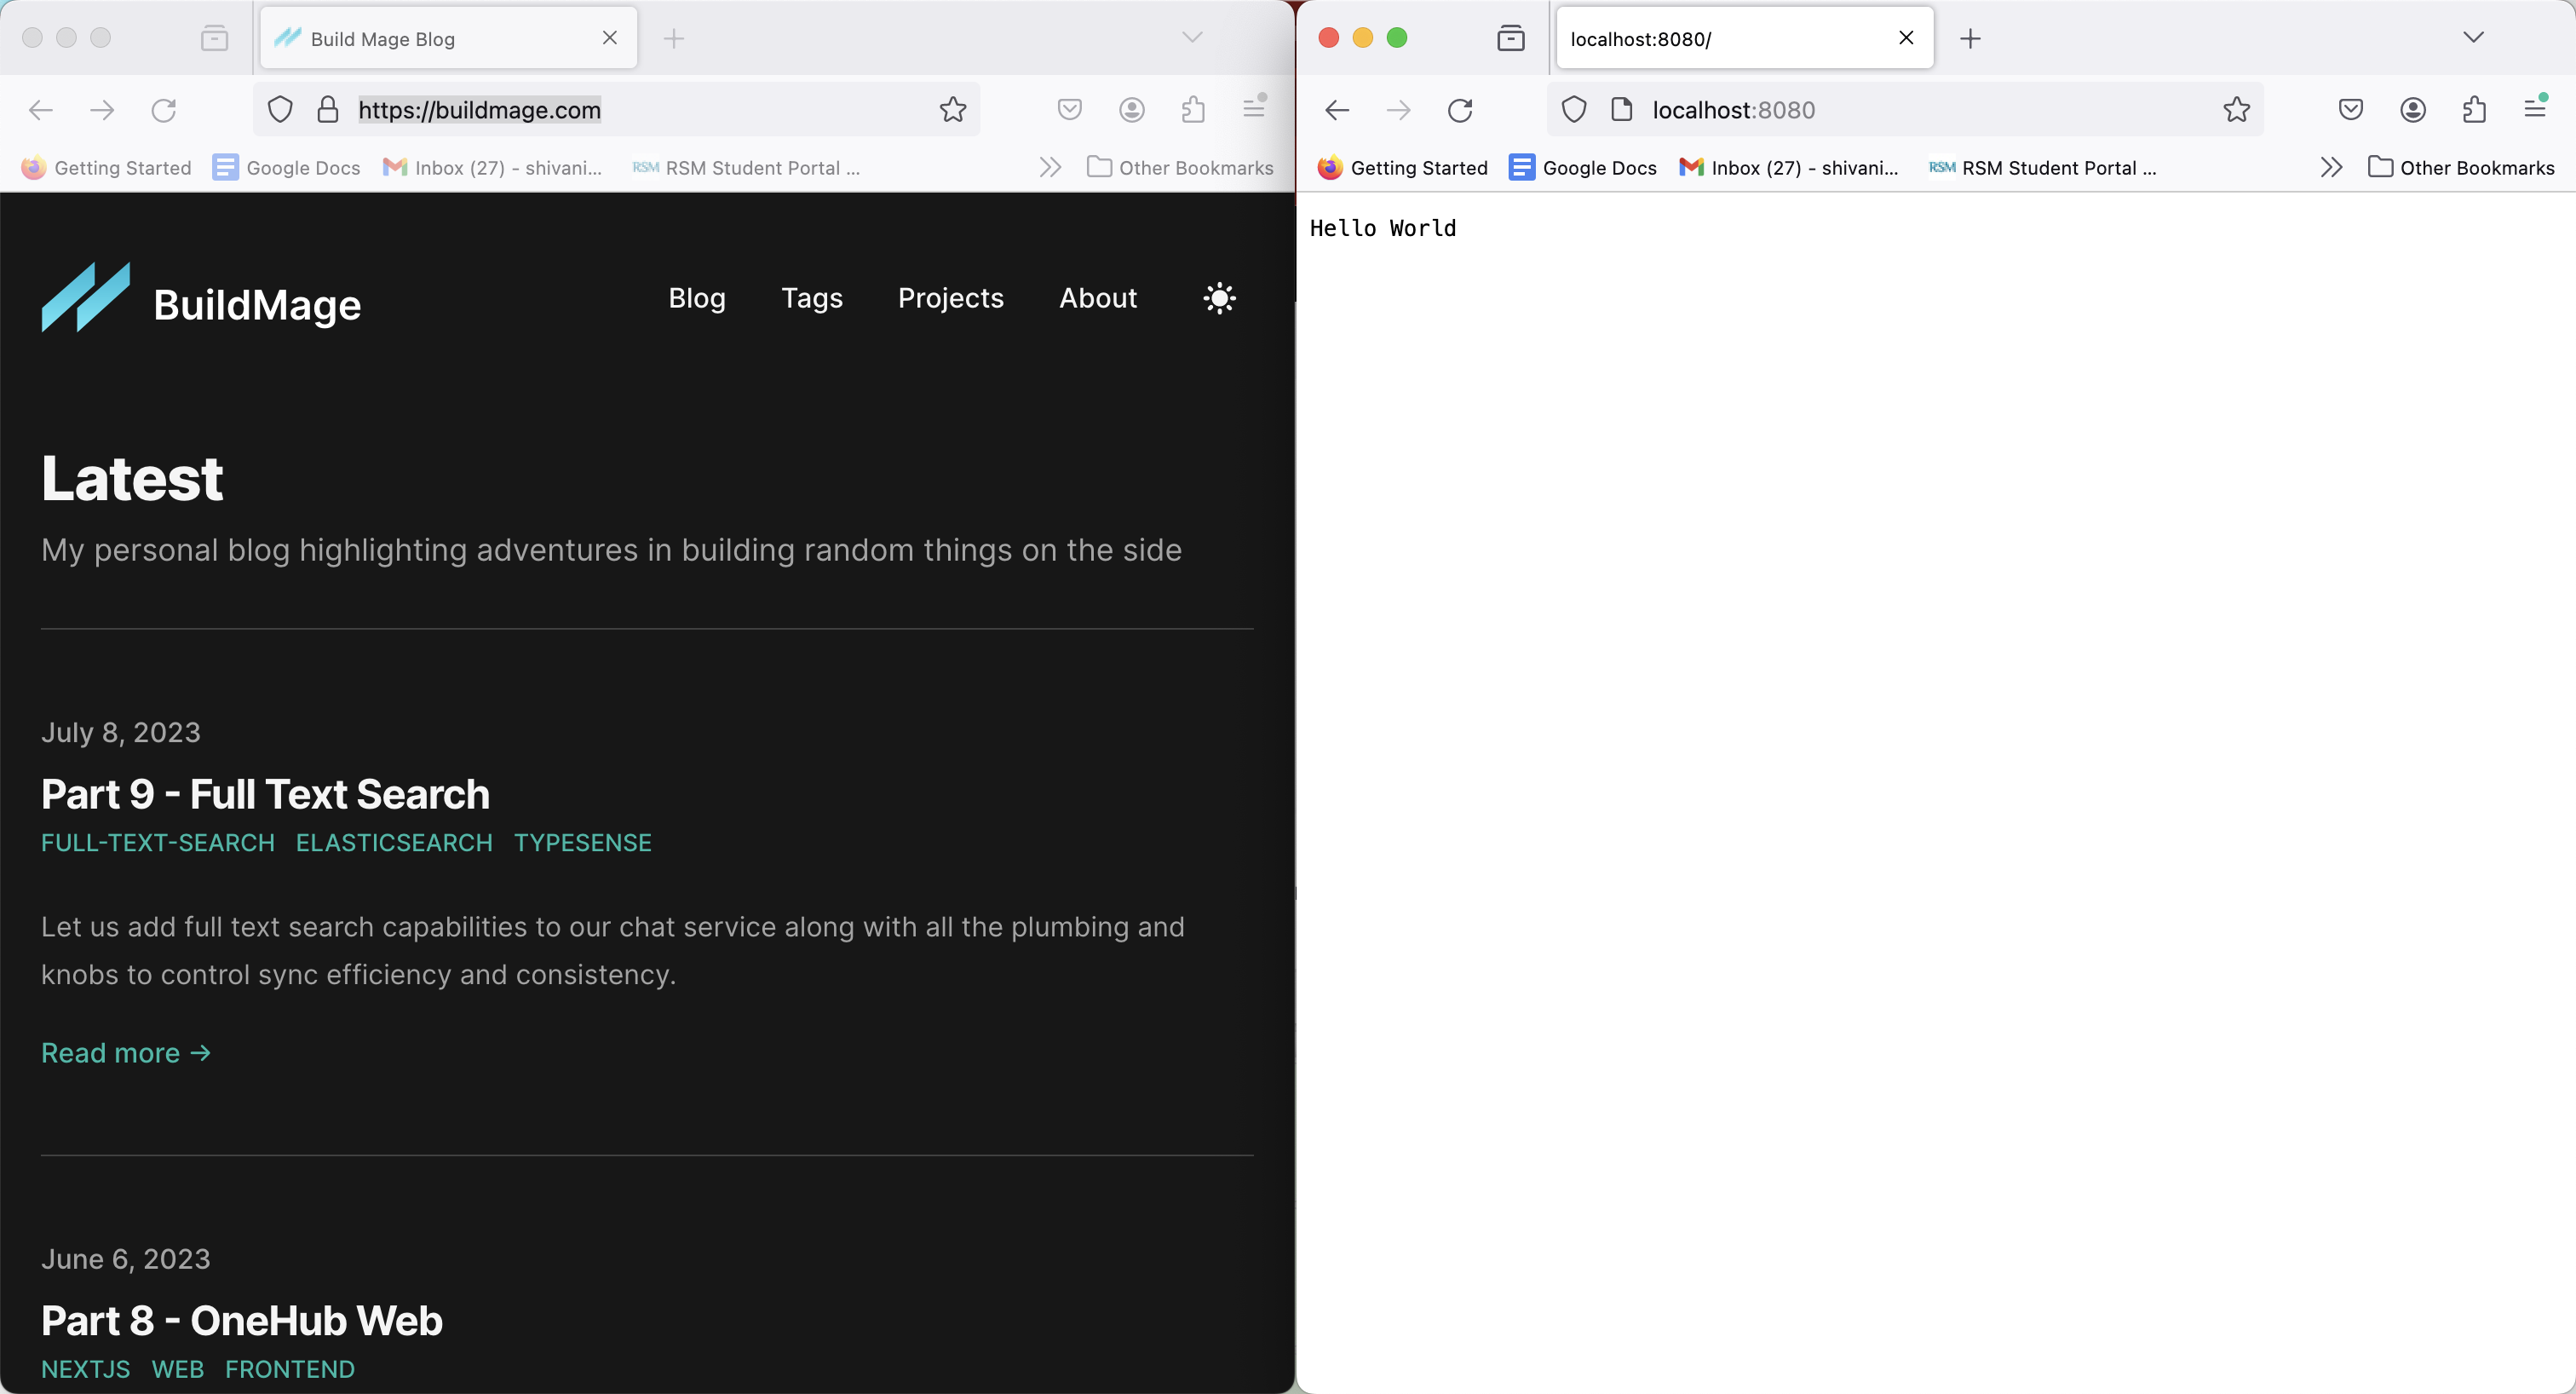 Build Mage Blog
https://buildmage.com
Getting Started Google Docs Inbox (27) - shivani... RSM RSM Student Portal ... Other Bookmarks
BuildMage Blog Tags Projects About
Latest
My personal blog highlighting adventures in building random things on the side
July 8, 2023
Part 9 - Full Text Search
FULL-TEXT-SEARCH ELASTICSEARCH TYPESENSE
Let us add full text search capabilities to our chat service along with all the plumbing and
knobs to control sync efficiency and consistency.
Read more →
June 6, 2023
Part 8 - OneHub Web
NEXTJS WEB FRONTEND
localhost:8080/
localhost:8080
Getting Started Google Docs Inbox (27) - shivani... RSM RSM Student Portal ... Other Bookmarks
Hello World